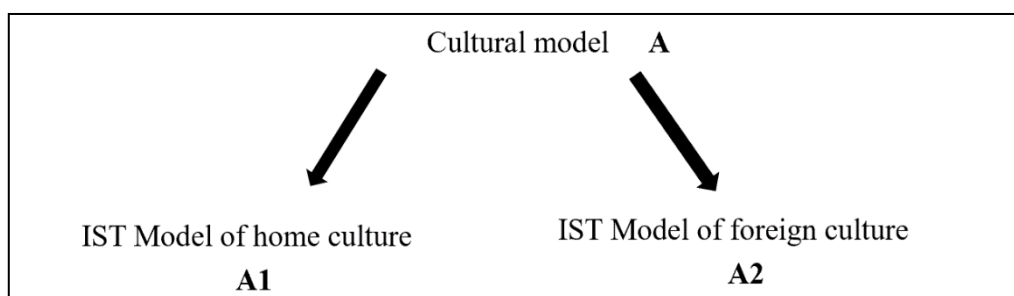 Cultural model A
IST Model of home culture
A1
IST Model of foreign culture
A2